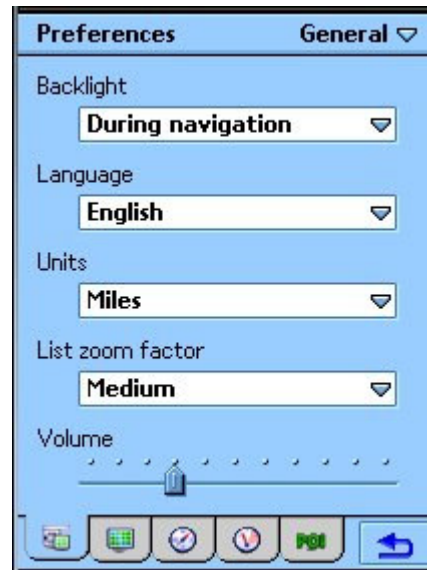 Preferences General
Backlight
During navigation
Language
English
Units
Miles
List zoom factor
Medium
Volume
POI